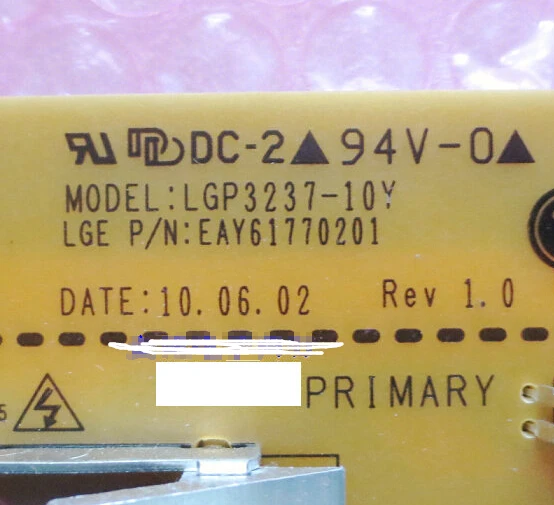 DC-2▲94V-0▲
MODEL:LGP3237-10Y
LGE P/N:EAY61770201
DATE:10.06.02 Rev 1.0
PRIMARY